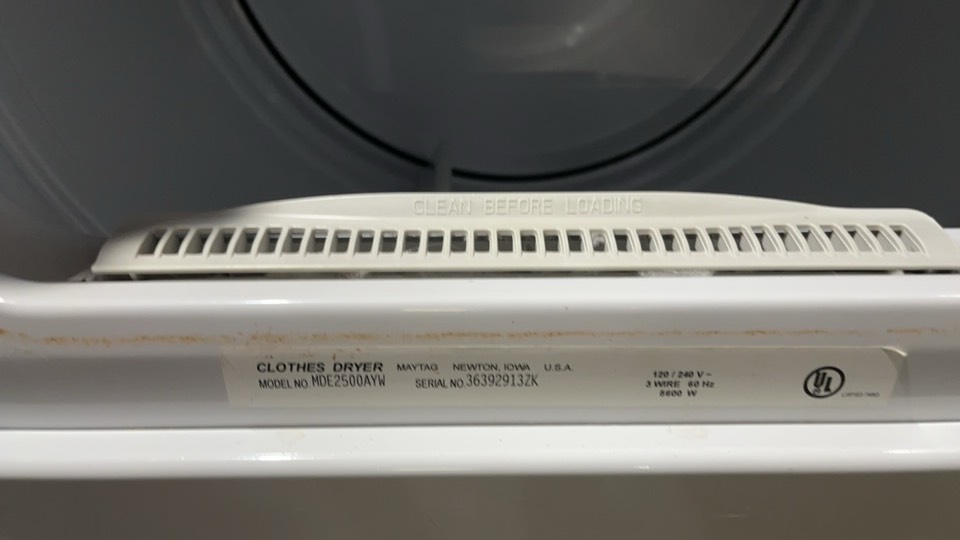 CLEAN BEFORE LOADING
CLOTHES DRYER MAYTAG NEWTON, IOWA U.S.A.
MODEL NO. MDE2500AYW SERIAL NO. 36392913ZK
120 / 240 V ~
3 WIRE 60 Hz
5600 W
UL